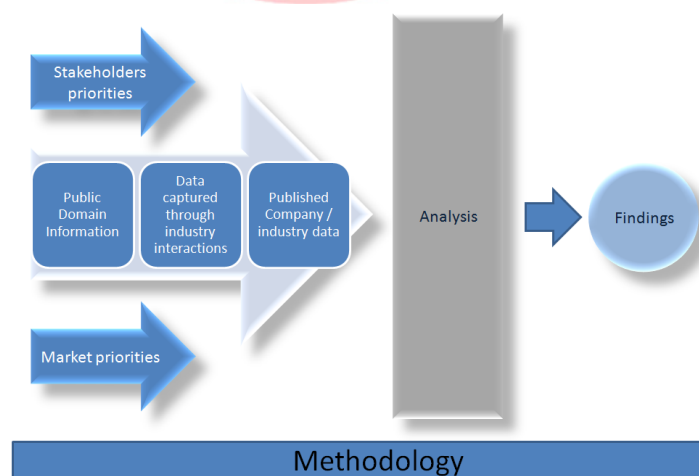 Stakeholders
priorities
Public
Domain
Information
Data
captured
through
industry
interactions
Published
Company /
industry data
Market priorities
Analysis
Findings
Methodology